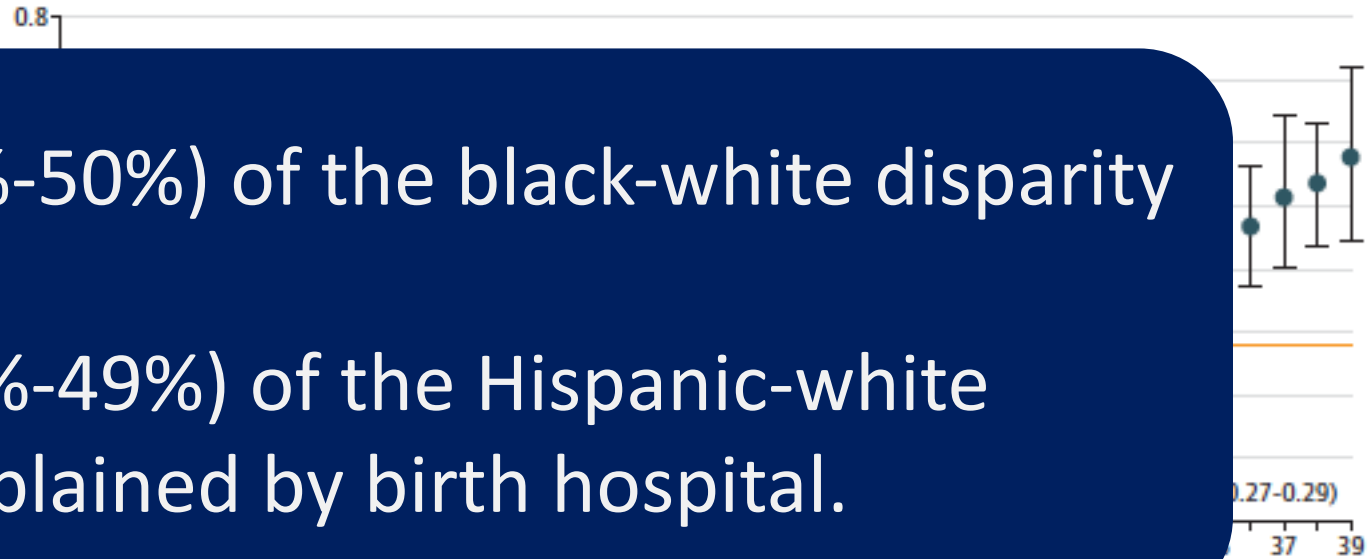 0.8
-50%) of the black-white disparity
%-49%) of the Hispanic-white
plained by birth hospital.
0.27-0.29)
37 39